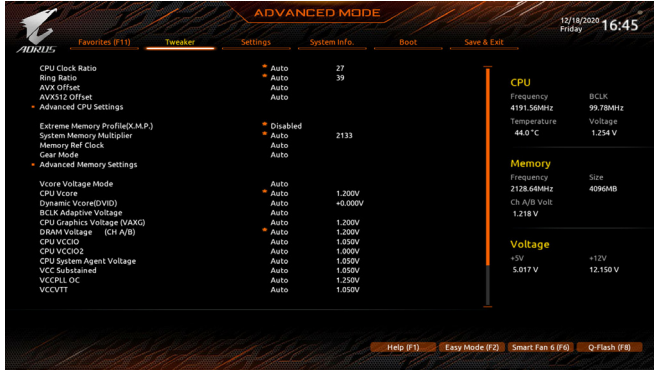 ADVANCED MODE
12/18/2020 Friday 16:45
AORUS
Favorites (F11) Tweaker Settings System Info. Boot Save & Exit
CPU Clock Ratio * Auto 27
Ring Ratio * Auto 39
AVX Offset Auto
AVX512 Offset Auto
Advanced CPU Settings
Extreme Memory Profile(X.M.P.) * Disabled
System Memory Multiplier * Auto 2133
Memory Ref Clock Auto
Gear Mode Auto
Advanced Memory Settings
Vcore Voltage Mode Auto
CPU Vcore * Auto 1.200V
Dynamic Vcore(DVID) Auto +0.000V
BCLK Adaptive Voltage Auto
CPU Graphics Voltage (VAXG) Auto 1.200V
DRAM Voltage (CH A/B) * Auto 1.200V
CPU VCCIO Auto 1.050V
CPU VCCIO2 Auto 1.000V
CPU System Agent Voltage Auto 1.050V
VCC Substained Auto 1.050V
VCCPLL OC Auto 1.250V
VCCVTT Auto 1.050V
CPU
Frequency BCLK
4191.56MHz 99.78MHz
Temperature Voltage
44.0 °C 1.254 V
Memory
Frequency Size
2128.64MHz 4096MB
Ch A/B Volt
1.218 V
Voltage
+5V +12V
5.017 V 12.150 V
Help (F1) Easy Mode (F2) Smart Fan 6 (F6) Q-Flash (F8)